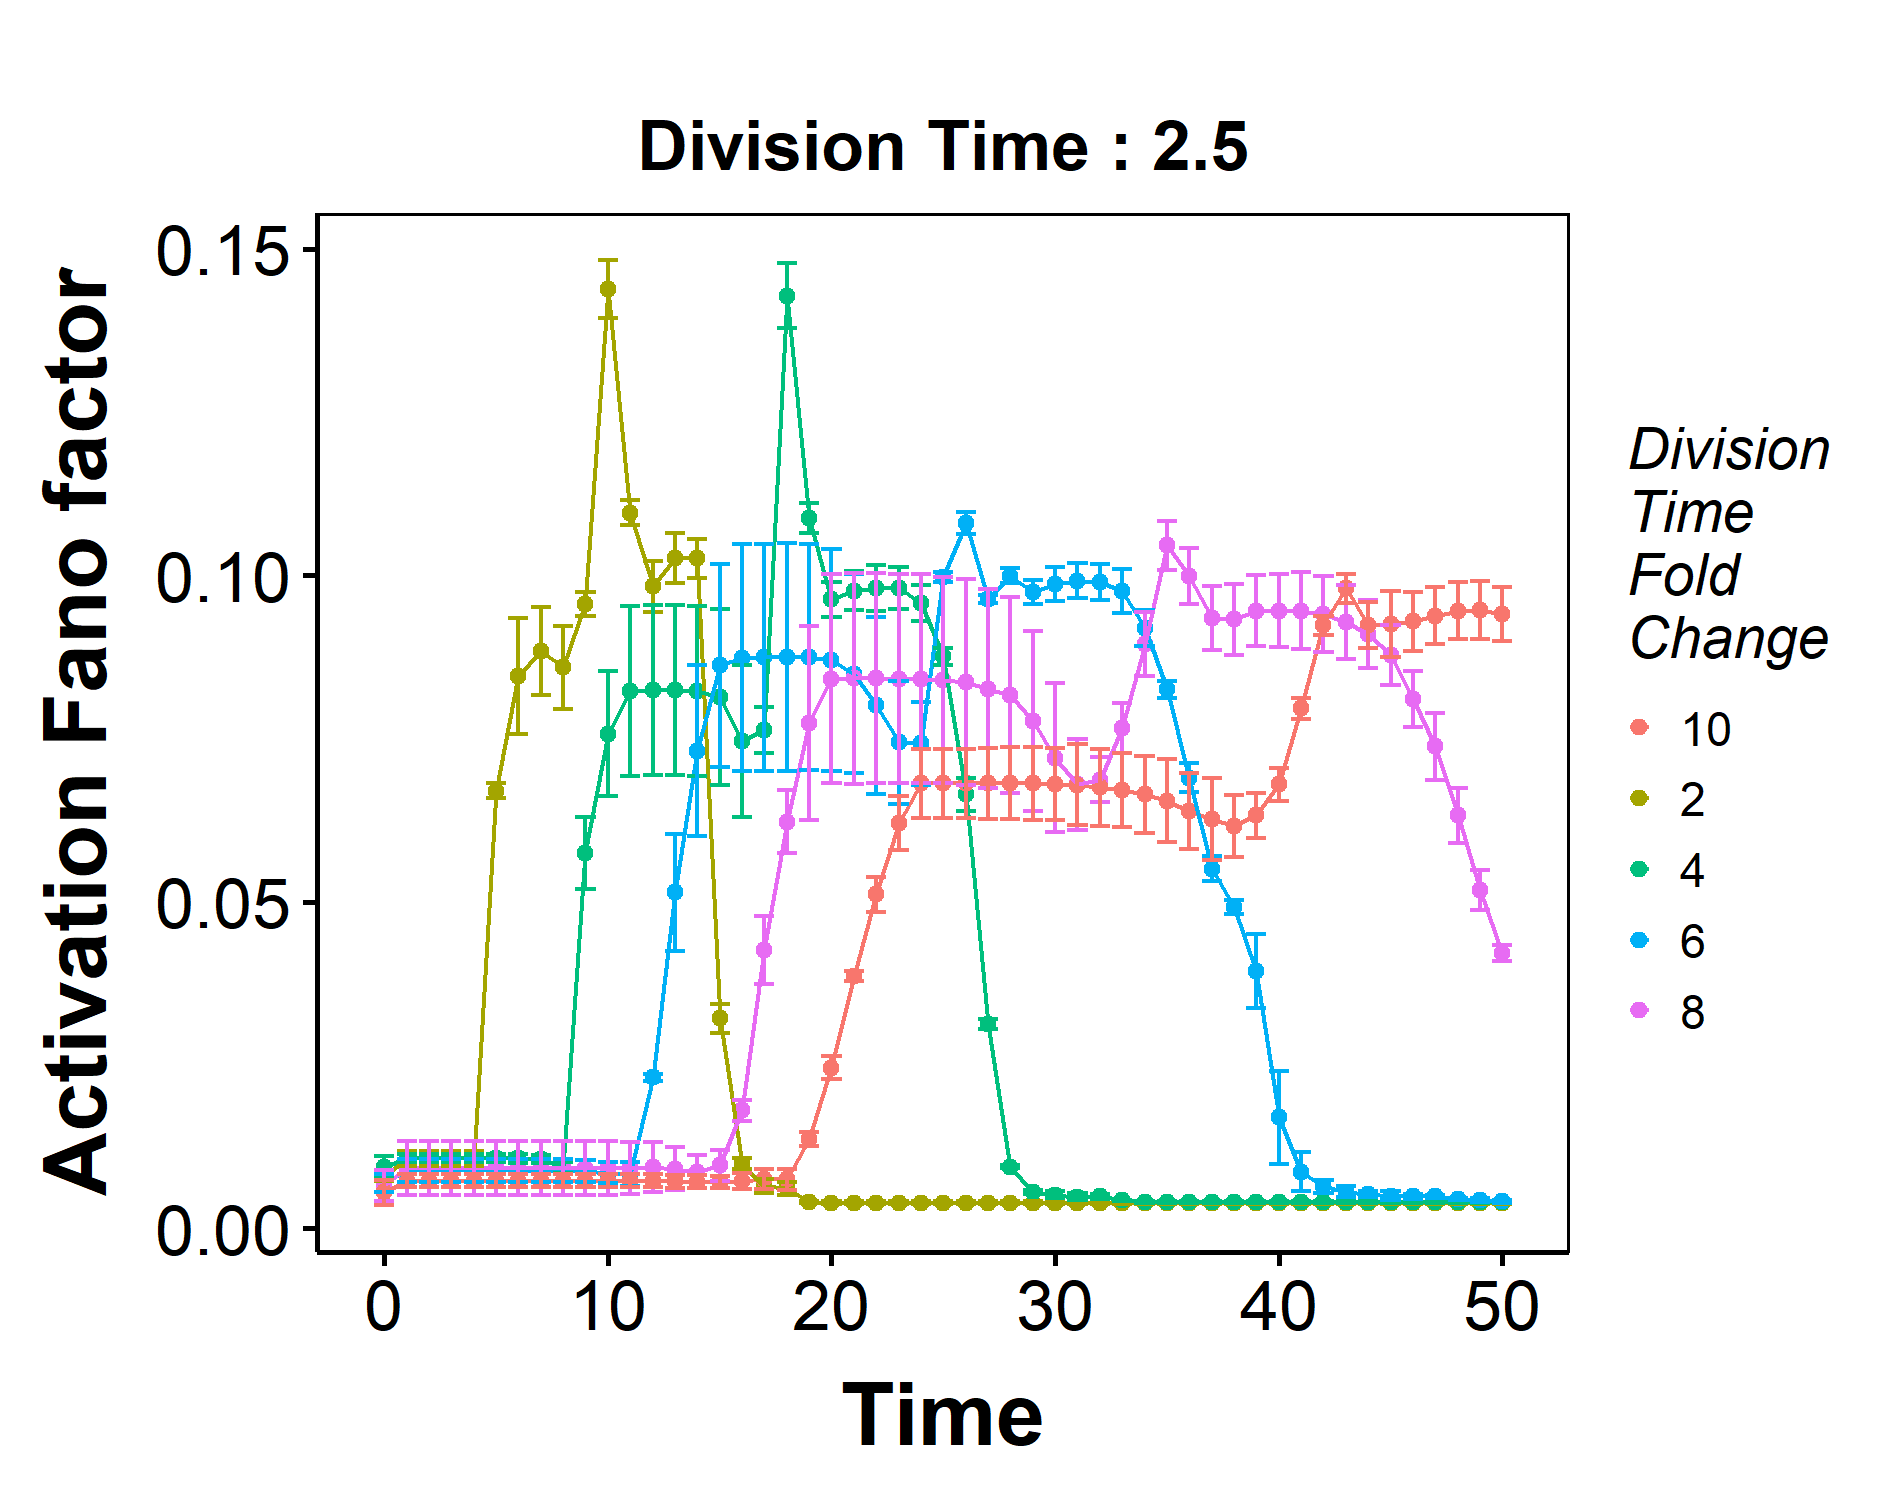 Division Time : 2.5
Activation Fano factor
0.15
0.10
0.05
0.00
0 10 20 30 40 50
Time
Division
Time
Fold
Change
10
2
4
6
8